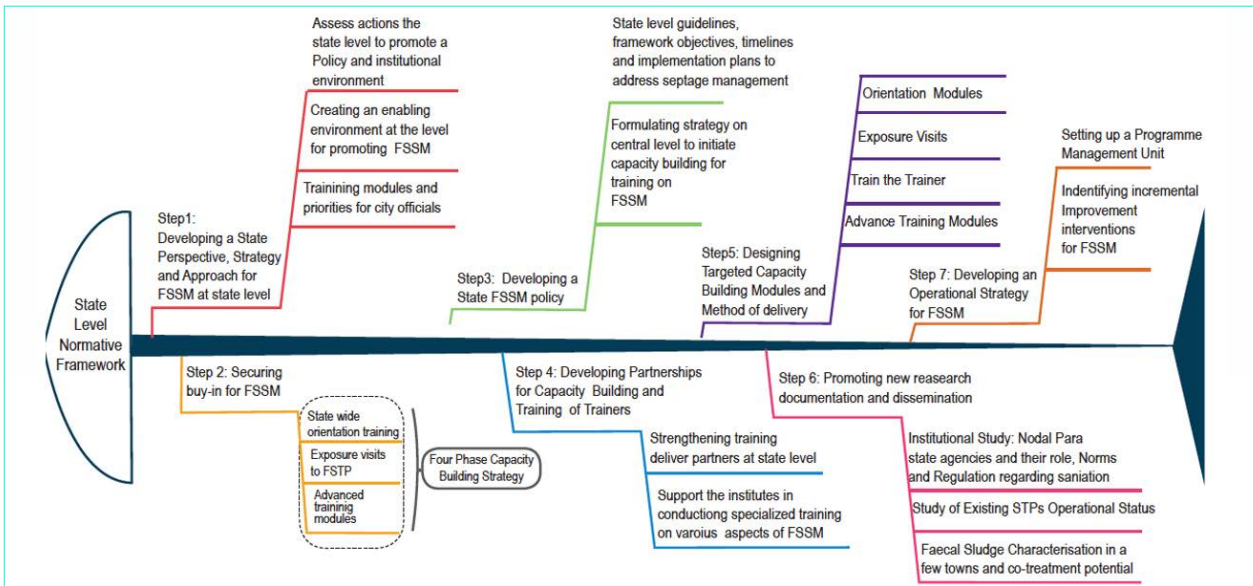 State
Level
Normative
Framework
Step1:
Developing a State
Perspective, Strategy
and Approach for
FSSM at state level
Assess actions the
state level to promote a
Policy and institutional
environment
Creating an enabling
environment at the level
for promoting FSSM
Trainining modules and
priorities for city officials
Step 2: Securing
buy-in for FSSM
State wide
orientation training
Exposure visits
to FSTP
Advanced
traininig
modules
Four Phase Capacity
Building Strategy
Step3: Developing a
State FSSM policy
State level guidelines,
framework objectives, timelines
and implementation plans to
address septage management
Formulating strategy on
central level to initiate
capacity building for
training on
FSSM
Step 4: Developing Partnerships
for Capacity Building and
Training of Trainers
Strengthening training
deliver partners at state level
Support the institutes in
conductiong specialized training
on varoius aspects of FSSM
Step5: Designing
Targeted Capacity
Building Modules and
Method of delivery
Orientation Modules
Exposure Visits
Train the Trainer
Advance Training Modules
Step 6: Promoting new reasearch
documentation and dissemination
Institutional Study: Nodal Para
state agencies and their role, Norms
and Regulation regarding saniation
Study of Existing STPs Operational Status
Faecal Sludge Characterisation in a
few towns and co-treatment potential
Step 7: Developing an
Operational Strategy
for FSSM
Setting up a Programme
Management Unit
Indentifying incremental
Improvement
interventions
for FSSM